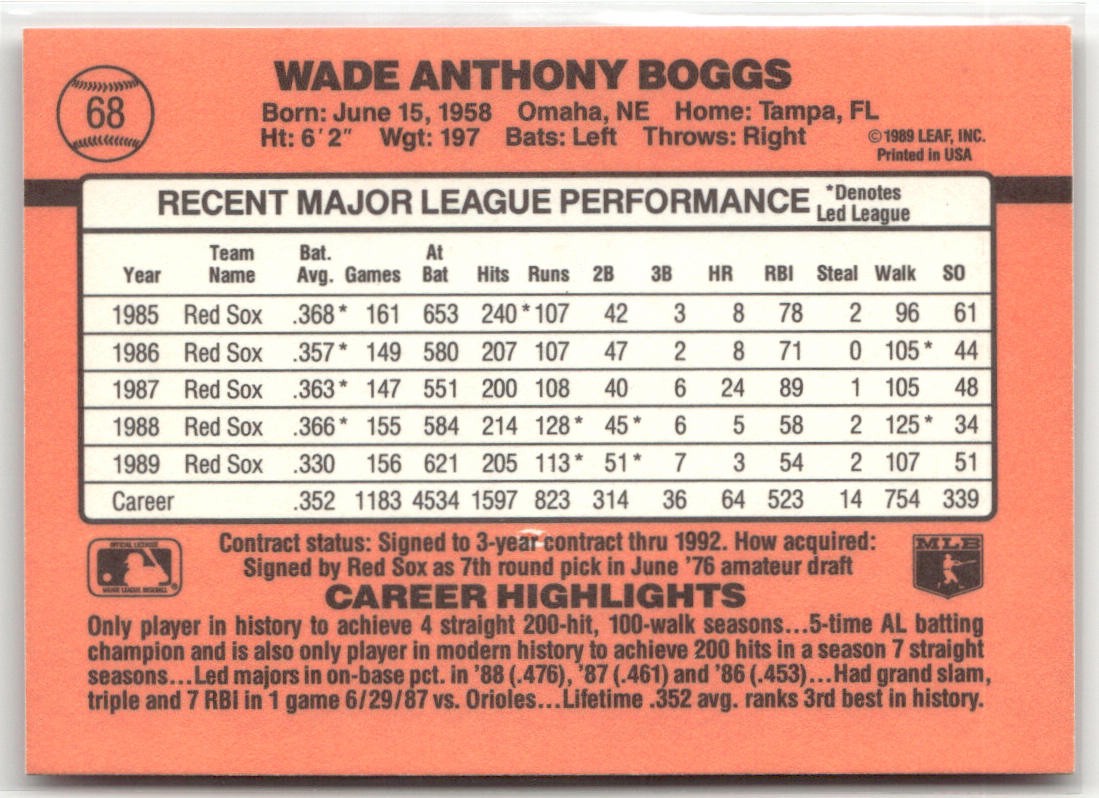 68
WADE ANTHONY BOGGS
Born: June 15, 1958 Omaha, NE Home: Tampa, FL
Ht: 6'2" Wgt: 197 Bats: Left Throws: Right
©1989 LEAF, INC.
Printed in USA
RECENT MAJOR LEAGUE PERFORMANCE *Denotes Led League
Year Team Name Bat. Avg. Games At Bat Hits Runs 2B 3B HR RBI Steal Walk SO
1985 Red Sox .368* 161 653 240* 107 42 3 8 78 2 96 61
1986 Red Sox .357* 149 580 207 107 47 2 8 71 0 105* 44
1987 Red Sox .363* 147 551 200 108 40 6 24 89 1 105 48
1988 Red Sox .366* 155 584 214 128* 45* 6 5 58 2 125* 34
1989 Red Sox .330 156 621 205 113* 51* 7 3 54 2 107 51
Career .352 1183 4534 1597 823 314 36 64 523 14 754 339
OFFICIAL LICENSEE
MAJOR LEAGUE BASEBALL
®
Contract status: Signed to 3-year contract thru 1992. How acquired:
Signed by Red Sox as 7th round pick in June '76 amateur draft
MLB
CAREER HIGHLIGHTS
Only player in history to achieve 4 straight 200-hit, 100-walk seasons...5-time AL batting
champion and is also only player in modern history to achieve 200 hits in a season 7 straight
seasons...Led majors in on-base pct. in '88 (.476), '87 (.461) and '86 (.453)...Had grand slam,
triple and 7 RBI in 1 game 6/29/87 vs. Orioles...Lifetime .352 avg. ranks 3rd best in history.